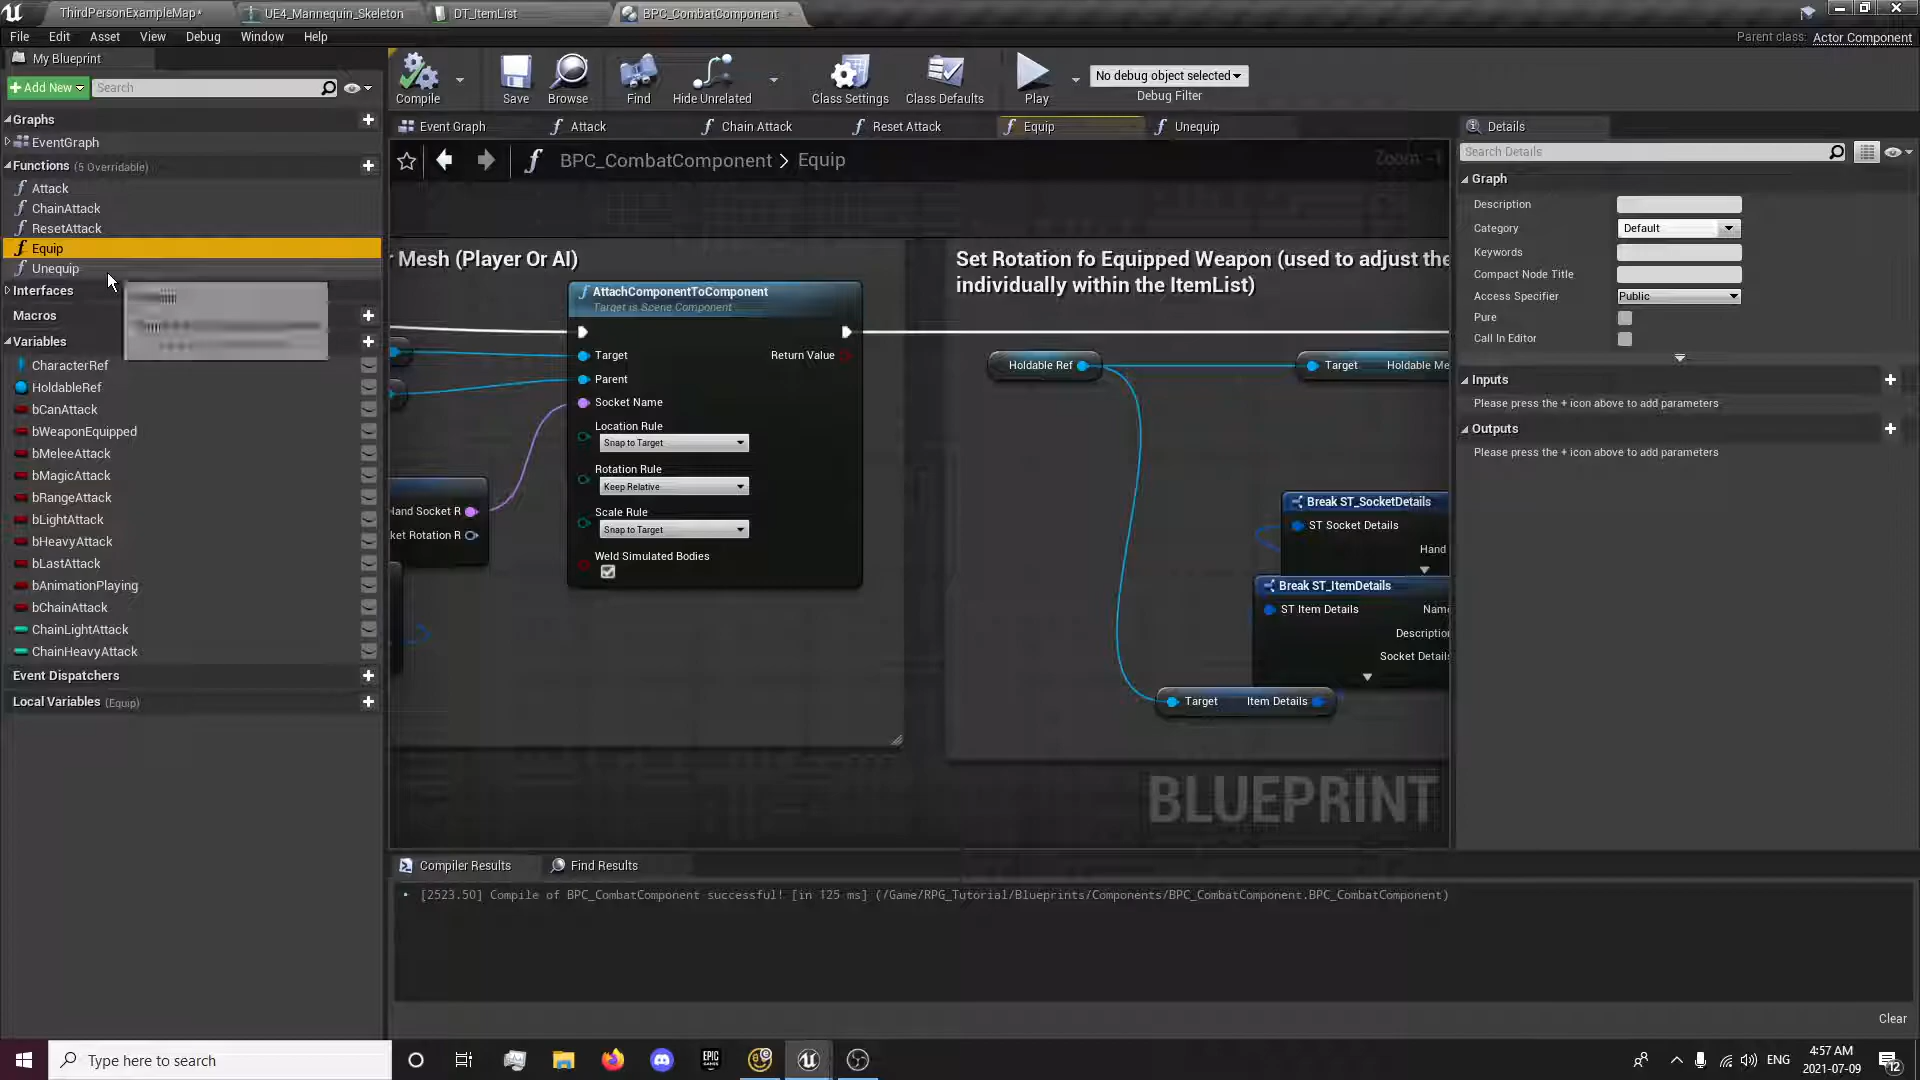 ThirdPersonExampleMap*
UE4_Mannequin_Skeleton
DT_ItemList
BPC_CombatComponent
File Edit Asset View Debug Window Help
Parent class: Actor Component
My Blueprint
Add New
Search
Compile
Save
Browse
Find
Hide Unrelated
Class Settings
Class Defaults
Play
No debug object selected
Debug Filter
Event Graph
Attack
Chain Attack
Reset Attack
Equip
Unequip
BPC_CombatComponent > Equip
Zoom -1
Graphs
EventGraph
Functions (5 Overridable)
Attack
ChainAttack
ResetAttack
Equip
Unequip
Interfaces
Macros
Variables
CharacterRef
HoldableRef
bCanAttack
bWeaponEquipped
bMeleeAttack
bMagicAttack
bRangeAttack
bLightAttack
bHeavyAttack
bLastAttack
bAnimationPlaying
bChainAttack
ChainLightAttack
ChainHeavyAttack
Event Dispatchers
Local Variables (Equip)
Mesh (Player Or AI)
AttachComponentToComponent
Target is Scene Component
Target
Return Value
Parent
Socket Name
Location Rule
Snap to Target
Rotation Rule
Keep Relative
Scale Rule
Snap to Target
Weld Simulated Bodies
Hand Socket R
ket Rotation R
Set Rotation fo Equipped Weapon (used to adjust the
individually within the ItemList)
Holdable Ref
Target Holdable Me
Break ST_SocketDetails
ST Socket Details
Hand
Break ST_ItemDetails
ST Item Details Name
Description
Socket Details
Target Item Details
BLUEPRINT
Details
Search Details
Graph
Description
Category Default
Keywords
Compact Node Title
Access Specifier Public
Pure
Call In Editor
Inputs
Please press the + icon above to add parameters
Outputs
Please press the + icon above to add parameters
Compiler Results
Find Results
[2523.50] Compile of BPC_CombatComponent successful! [in 125 ms] (/Game/RPG_Tutorial/Blueprints/Components/BPC_CombatComponent.BPC_CombatComponent)
Clear
Type here to search
EPIC GAMES
ENG
4:57 AM
2021-07-09
12